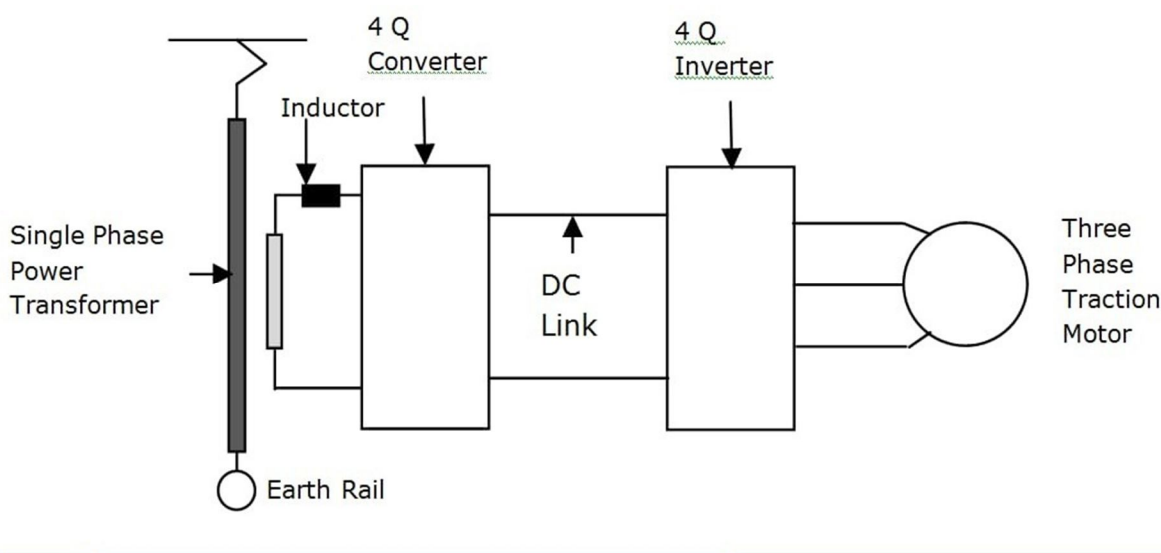 4 Q
Converter
4 Q
Inverter
Inductor
Single Phase
Power
Transformer
DC
Link
Three
Phase
Traction
Motor
Earth Rail